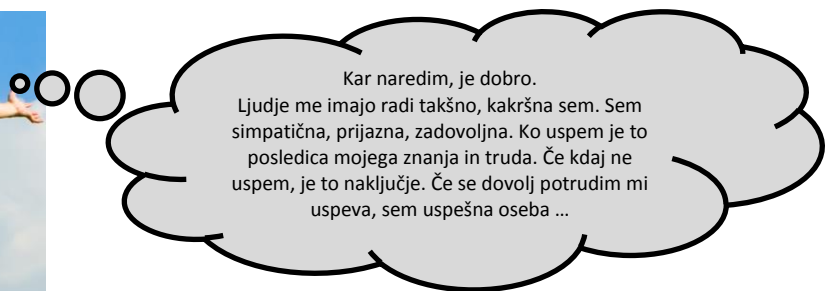 Kar naredim, je dobro.
Ljudje me imajo radi takšno, kakršna sem. Sem
simpatična, prijazna, zadovoljna. Ko uspem je to
posledica mojega znanja in truda. Če kdaj ne
uspem, je to naključje. Če se dovolj potrudim mi
uspeva, sem uspešna oseba …